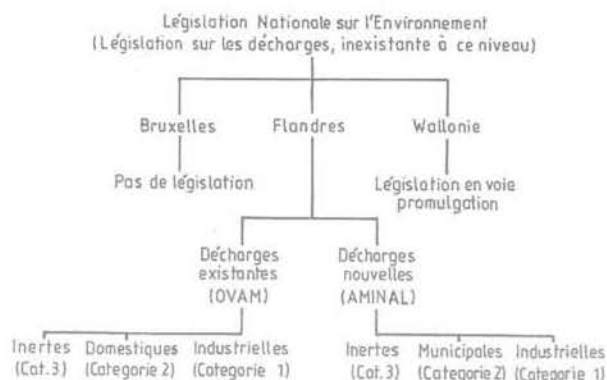 Législation Nationale sur l'Environnement
(Législation sur les décharges, inexistante à ce niveau)
Bruxelles Flandres Wallonie
Pas de législation
Législation en voie
promulgation
Décharges
existantes
(OVAM)
Décharges
nouvelles
(AMINAL)
Inertes
(Cat. 3)
Domestiques
(Categorie 2)
Industrielles
(Categorie 1)
Inertes
(Cat. 3)
Municipales
(Categorie 2)
Industrielles
(Categorie 1)